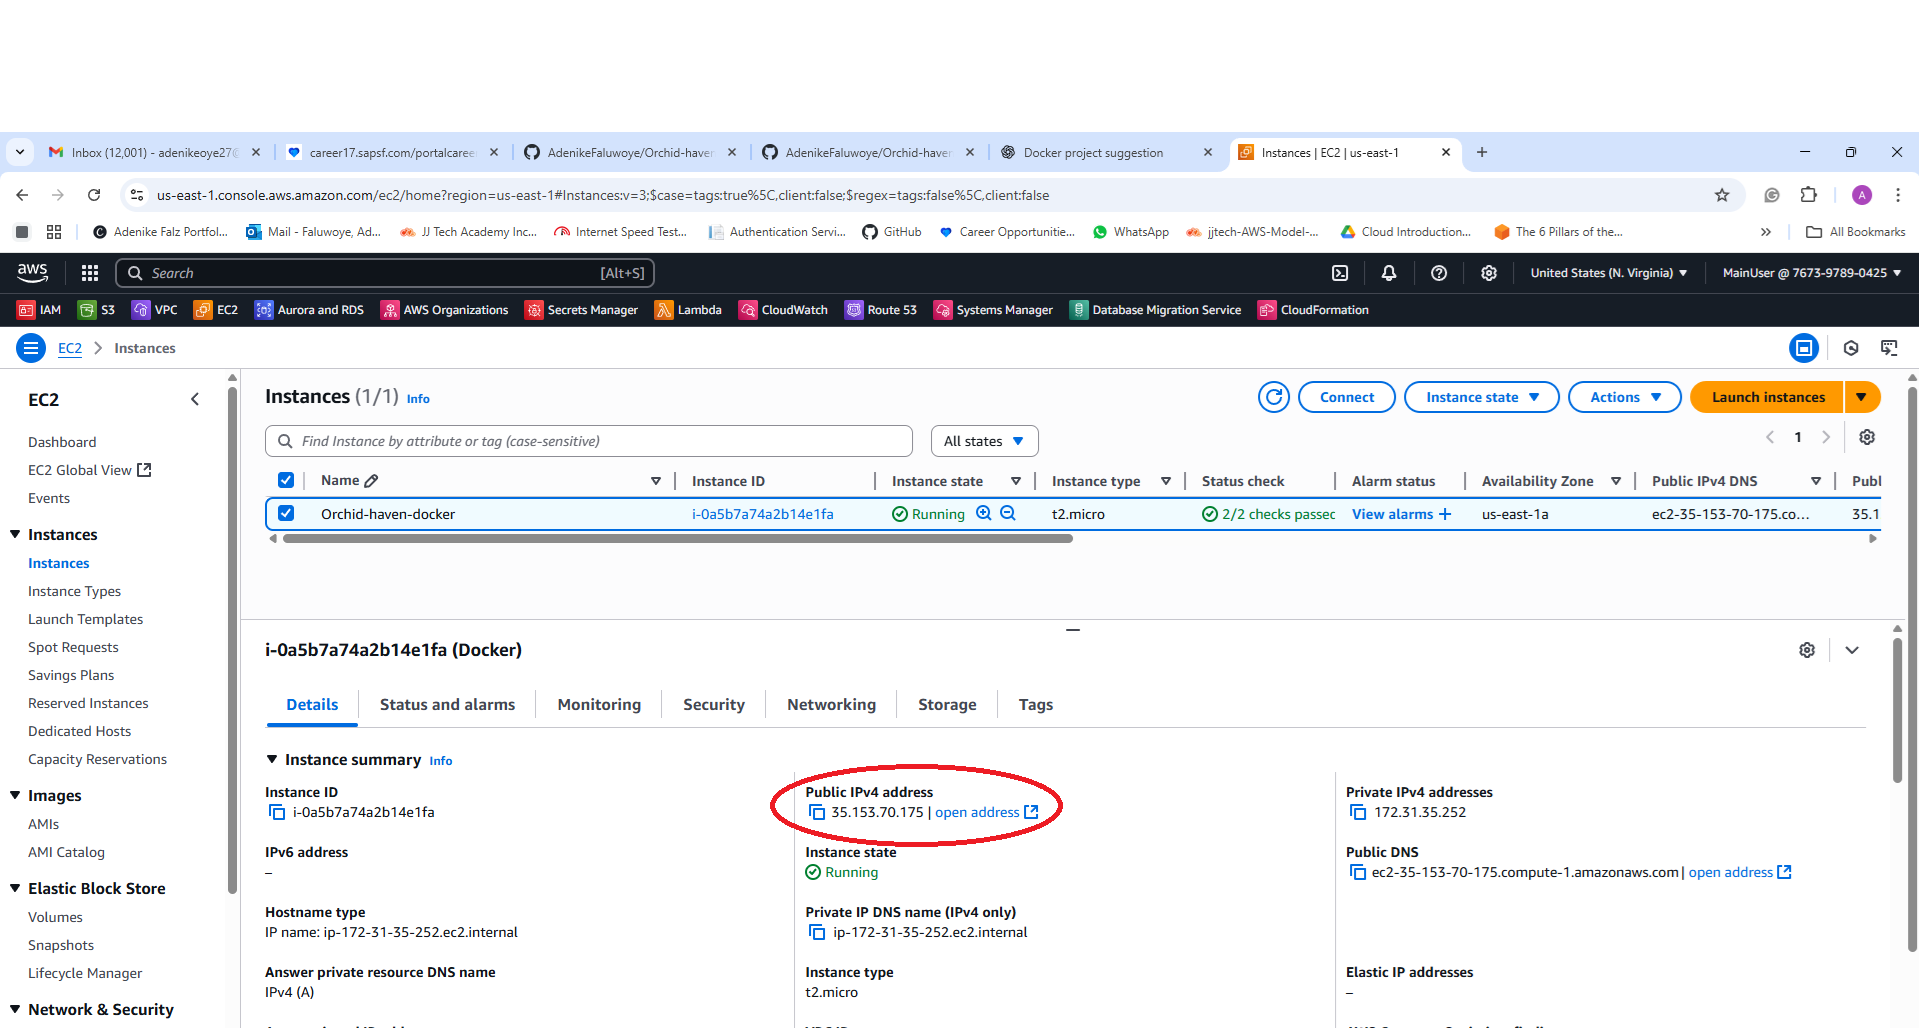 Inbox (12,001) - adenikeoye27@
career17.sapsf.com/portalcaree
AdenikeFaluwoye/Orchid-haven
AdenikeFaluwoye/Orchid-haven
Docker project suggestion
Instances | EC2 | us-east-1
us-east-1.console.aws.amazon.com/ec2/home?region=us-east-1#Instances:v=3;$case=tags:true%5C,client:false;$regex=tags:false%5C,client:false
A
Adenike Falz Portfol...
Mail - Faluwoye, Ad...
JJ Tech Academy Inc...
Internet Speed Test...
Authentication Servi...
GitHub
Career Opportunitie...
WhatsApp
jjtech-AWS-Model-...
Cloud Introduction...
The 6 Pillars of the...
All Bookmarks
aws
Search
[Alt+S]
United States (N. Virginia)
MainUser @ 7673-9789-0425
IAM
S3
VPC
EC2
Aurora and RDS
AWS Organizations
Secrets Manager
Lambda
CloudWatch
Route 53
Systems Manager
Database Migration Service
CloudFormation
EC2
Instances
EC2
Dashboard
EC2 Global View
Events
Instances
Instances
Instance Types
Launch Templates
Spot Requests
Savings Plans
Reserved Instances
Dedicated Hosts
Capacity Reservations
Images
AMIs
AMI Catalog
Elastic Block Store
Volumes
Snapshots
Lifecycle Manager
Network & Security
Instances (1/1) Info
Connect
Instance state
Actions
Launch instances
Find Instance by attribute or tag (case-sensitive)
All states
1
Name
Instance ID
Instance state
Instance type
Status check
Alarm status
Availability Zone
Public IPv4 DNS
Publ
Orchid-haven-docker
i-0a5b7a74a2b14e1fa
Running
t2.micro
2/2 checks passec
View alarms +
us-east-1a
ec2-35-153-70-175.co...
35.1
i-0a5b7a74a2b14e1fa (Docker)
Details
Status and alarms
Monitoring
Security
Networking
Storage
Tags
Instance summary Info
Instance ID
i-0a5b7a74a2b14e1fa
Public IPv4 address
35.153.70.175 | open address
Private IPv4 addresses
172.31.35.252
IPv6 address
–
Instance state
Running
Public DNS
ec2-35-153-70-175.compute-1.amazonaws.com | open address
Hostname type
IP name: ip-172-31-35-252.ec2.internal
Private IP DNS name (IPv4 only)
ip-172-31-35-252.ec2.internal
Answer private resource DNS name
IPv4 (A)
Instance type
t2.micro
Elastic IP addresses
–